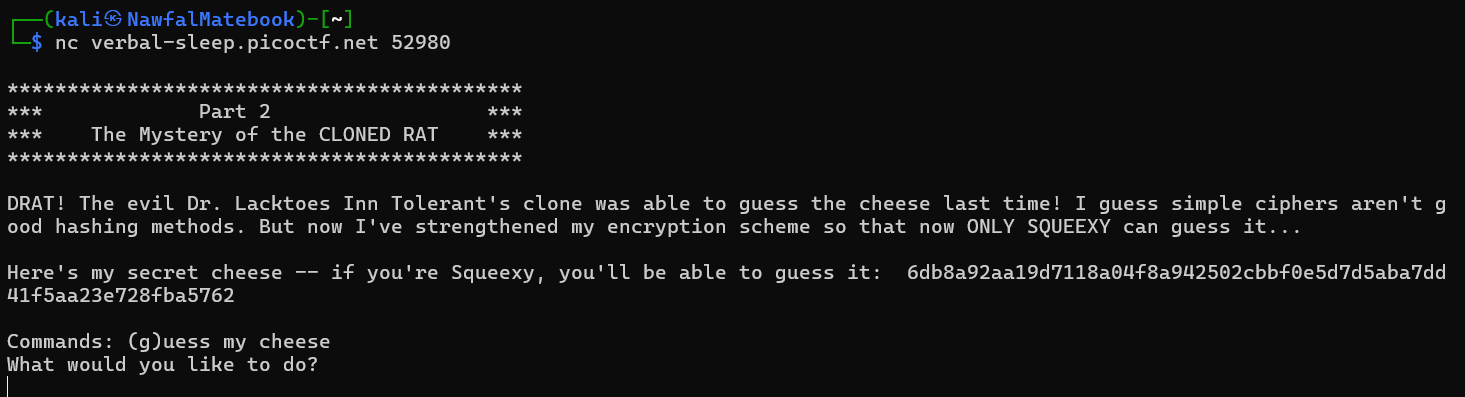 ┌──(kali㉿NawfalMatebook)-[~]
└─$ nc verbal-sleep.picoctf.net 52980
*******************************************
***             Part 2                  ***
***    The Mystery of the CLONED RAT    ***
*******************************************
DRAT! The evil Dr. Lacktoes Inn Tolerant's clone was able to guess the cheese last time! I guess simple ciphers aren't g
ood hashing methods. But now I've strengthened my encryption scheme so that now ONLY SQUEEXY can guess it...
Here's my secret cheese -- if you're Squeexy, you'll be able to guess it:  6db8a92aa19d7118a04f8a942502cbbf0e5d7d5aba7dd
41f5aa23e728fba5762
Commands: (g)uess my cheese
What would you like to do?